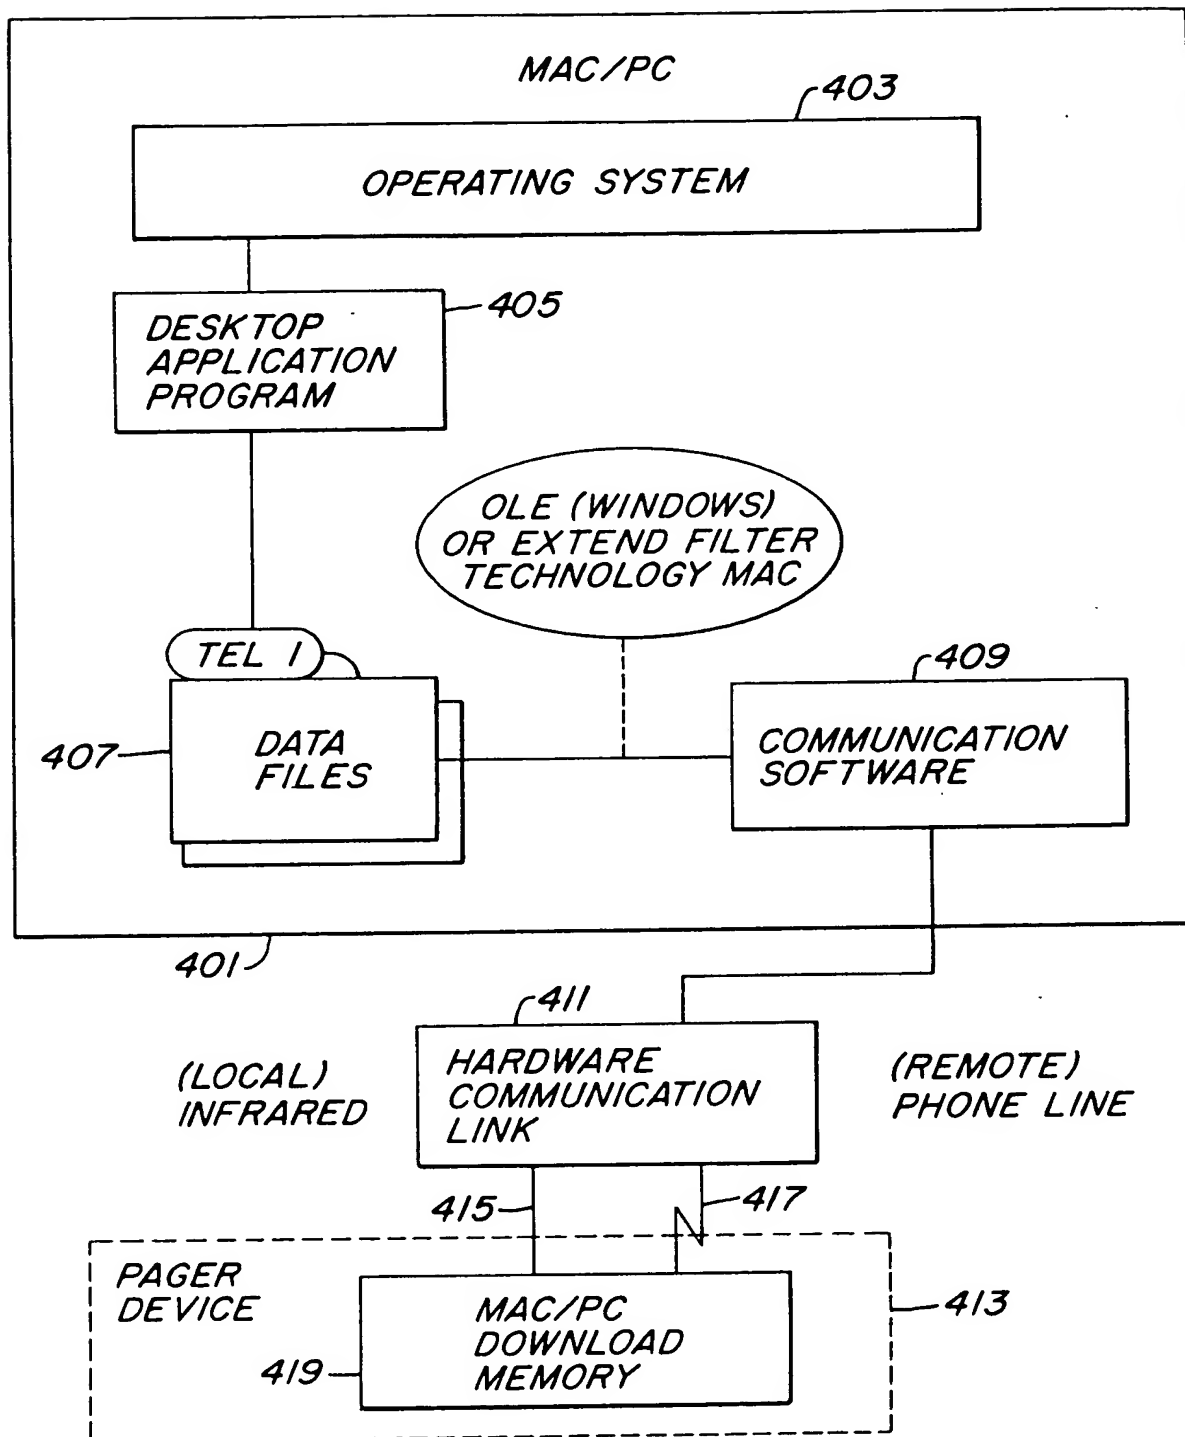 MAC/PC
403
OPERATING SYSTEM
405
DESKTOP
APPLICATION
PROGRAM
OLE (WINDOWS)
OR EXTEND FILTER
TECHNOLOGY MAC
TEL 1
409
407
DATA
FILES
COMMUNICATION
SOFTWARE
401
411
(LOCAL)
INFRARED
HARDWARE
COMMUNICATION
LINK
(REMOTE)
PHONE LINE
415
417
PAGER
DEVICE
413
MAC/PC
DOWNLOAD
MEMORY
419